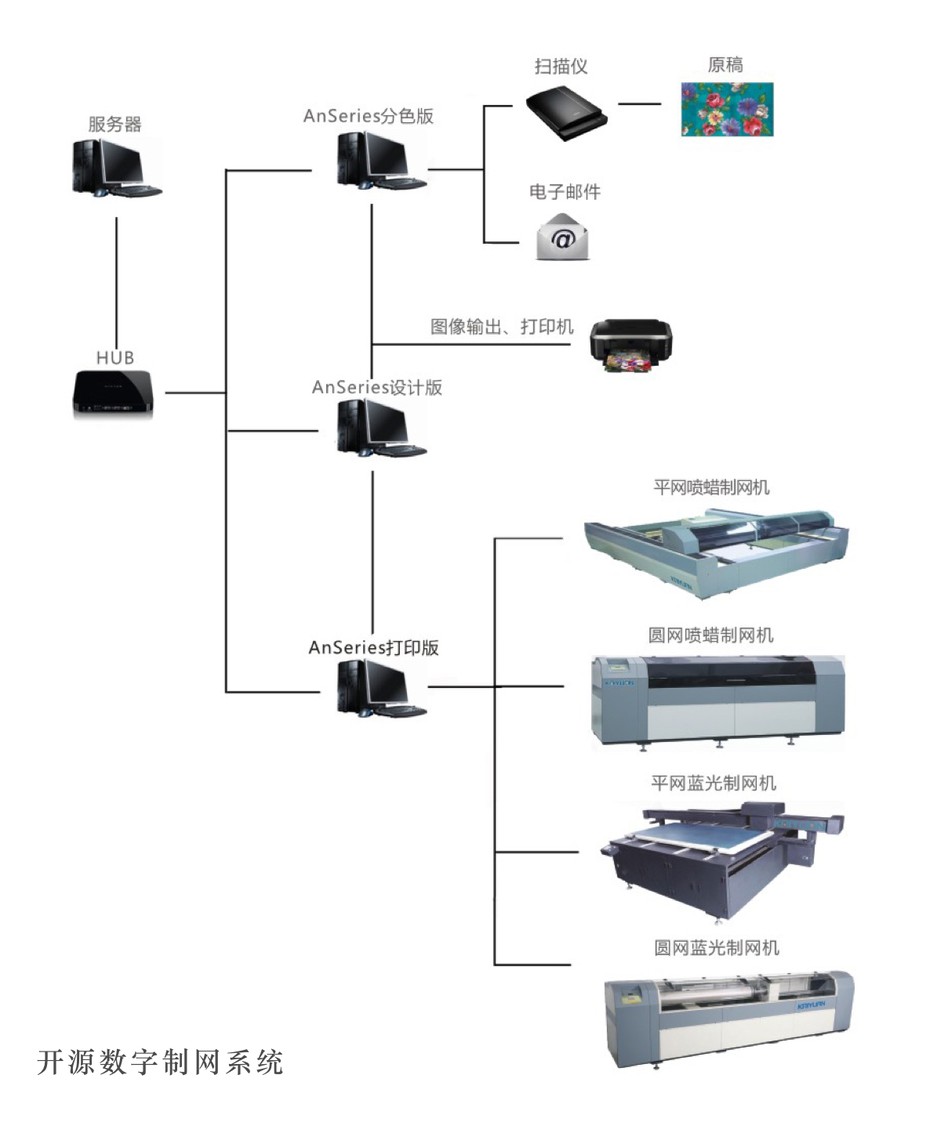 扫描仪
原稿
AnSeries分色版
服务器
电子邮件
图像输出、打印机
HUB
AnSeries设计版
平网喷蜡制网机
圆网喷蜡制网机
AnSeries打印版
平网蓝光制网机
圆网蓝光制网机
KAIYUAN
开源数字制网系统